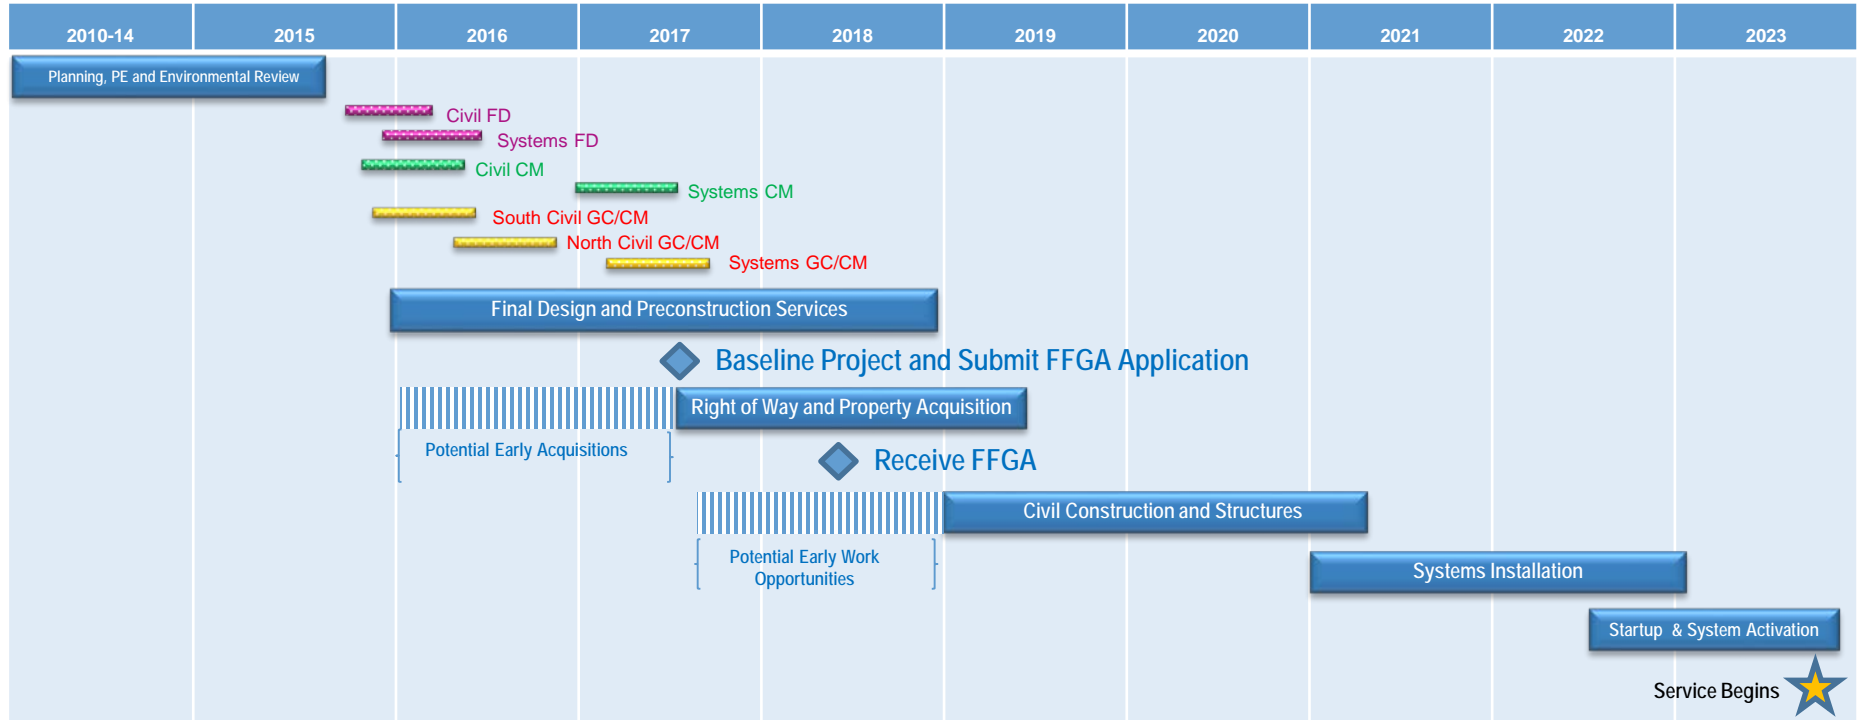 2010-14 2015 2016 2017 2018 2019 2020 2021 2022 2023
Planning, PE and Environmental Review
Civil FD
Systems FD
Civil CM
Systems CM
South Civil GC/CM
North Civil GC/CM
Systems GC/CM
Final Design and Preconstruction Services
Baseline Project and Submit FFGA Application
Right of Way and Property Acquisition
Potential Early Acquisitions
Receive FFGA
Civil Construction and Structures
Potential Early Work
Opportunities
Systems Installation
Startup & System Activation
Service Begins